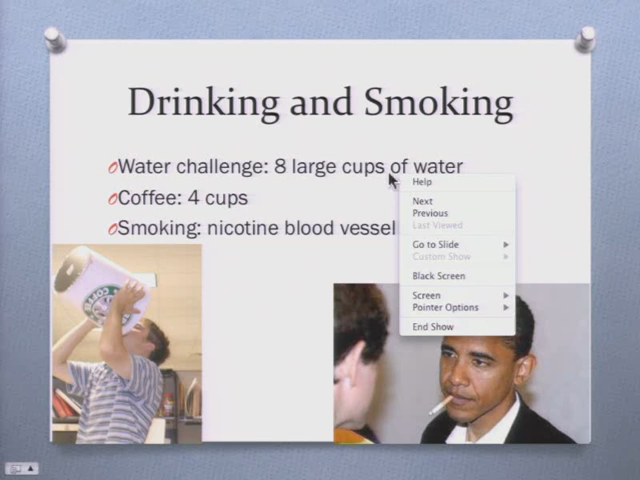 Drinking and Smoking
Water challenge: 8 large cups of water
Coffee: 4 cups
Smoking: nicotine blood vessel
Help
Next
Previous
Last Viewed
Go to Slide
Custom Show
Black Screen
Screen
Pointer Options
End Show
COFFEE